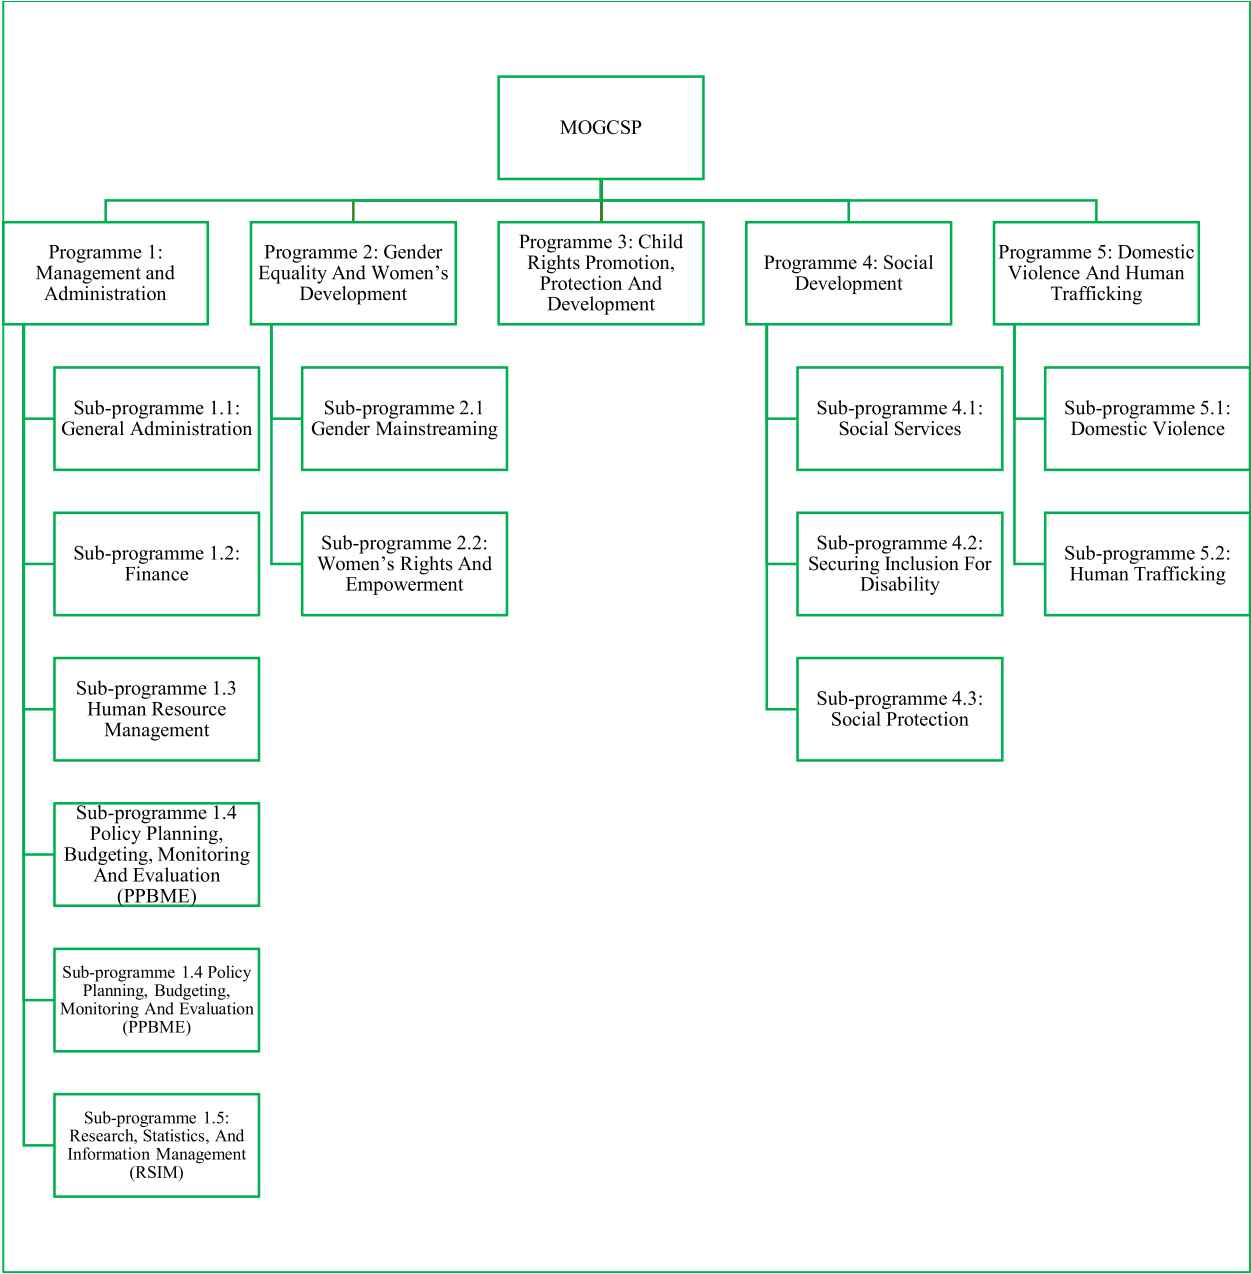 MOGCSP
Programme 1:
Management and
Administration
Programme 2: Gender
Equality And Women’s
Development
Programme 3: Child
Rights Promotion,
Protection And
Development
Programme 4: Social
Development
Programme 5: Domestic
Violence And Human
Trafficking
Sub-programme 1.1:
General Administration
Sub-programme 1.2:
Finance
Sub-programme 1.3
Human Resource
Management
Sub-programme 1.4
Policy Planning,
Budgeting, Monitoring
And Evaluation
(PPBME)
Sub-programme 1.4 Policy
Planning, Budgeting,
Monitoring And Evaluation
(PPBME)
Sub-programme 1.5:
Research, Statistics, And
Information Management
(RSIM)
Sub-programme 2.1
Gender Mainstreaming
Sub-programme 2.2:
Women’s Rights And
Empowerment
Sub-programme 4.1:
Social Services
Sub-programme 4.2:
Securing Inclusion For
Disability
Sub-programme 4.3:
Social Protection
Sub-programme 5.1:
Domestic Violence
Sub-programme 5.2:
Human Trafficking